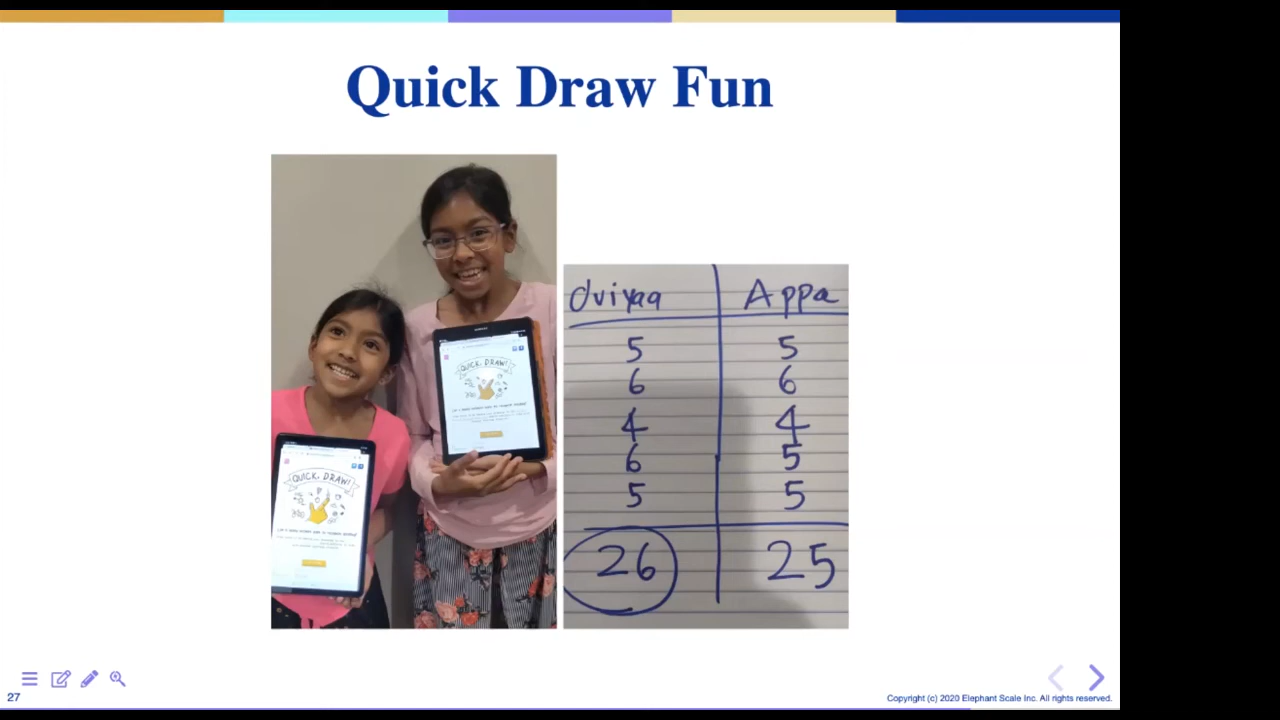 Quick Draw Fun
QUICK, DRAW!
QUICK, DRAW!
Oviyaa Appa
5 5
6 6
4 4
6 5
5 5
26 25
27
Copyright (c) 2020 Elephant Scale Inc. All rights reserved.